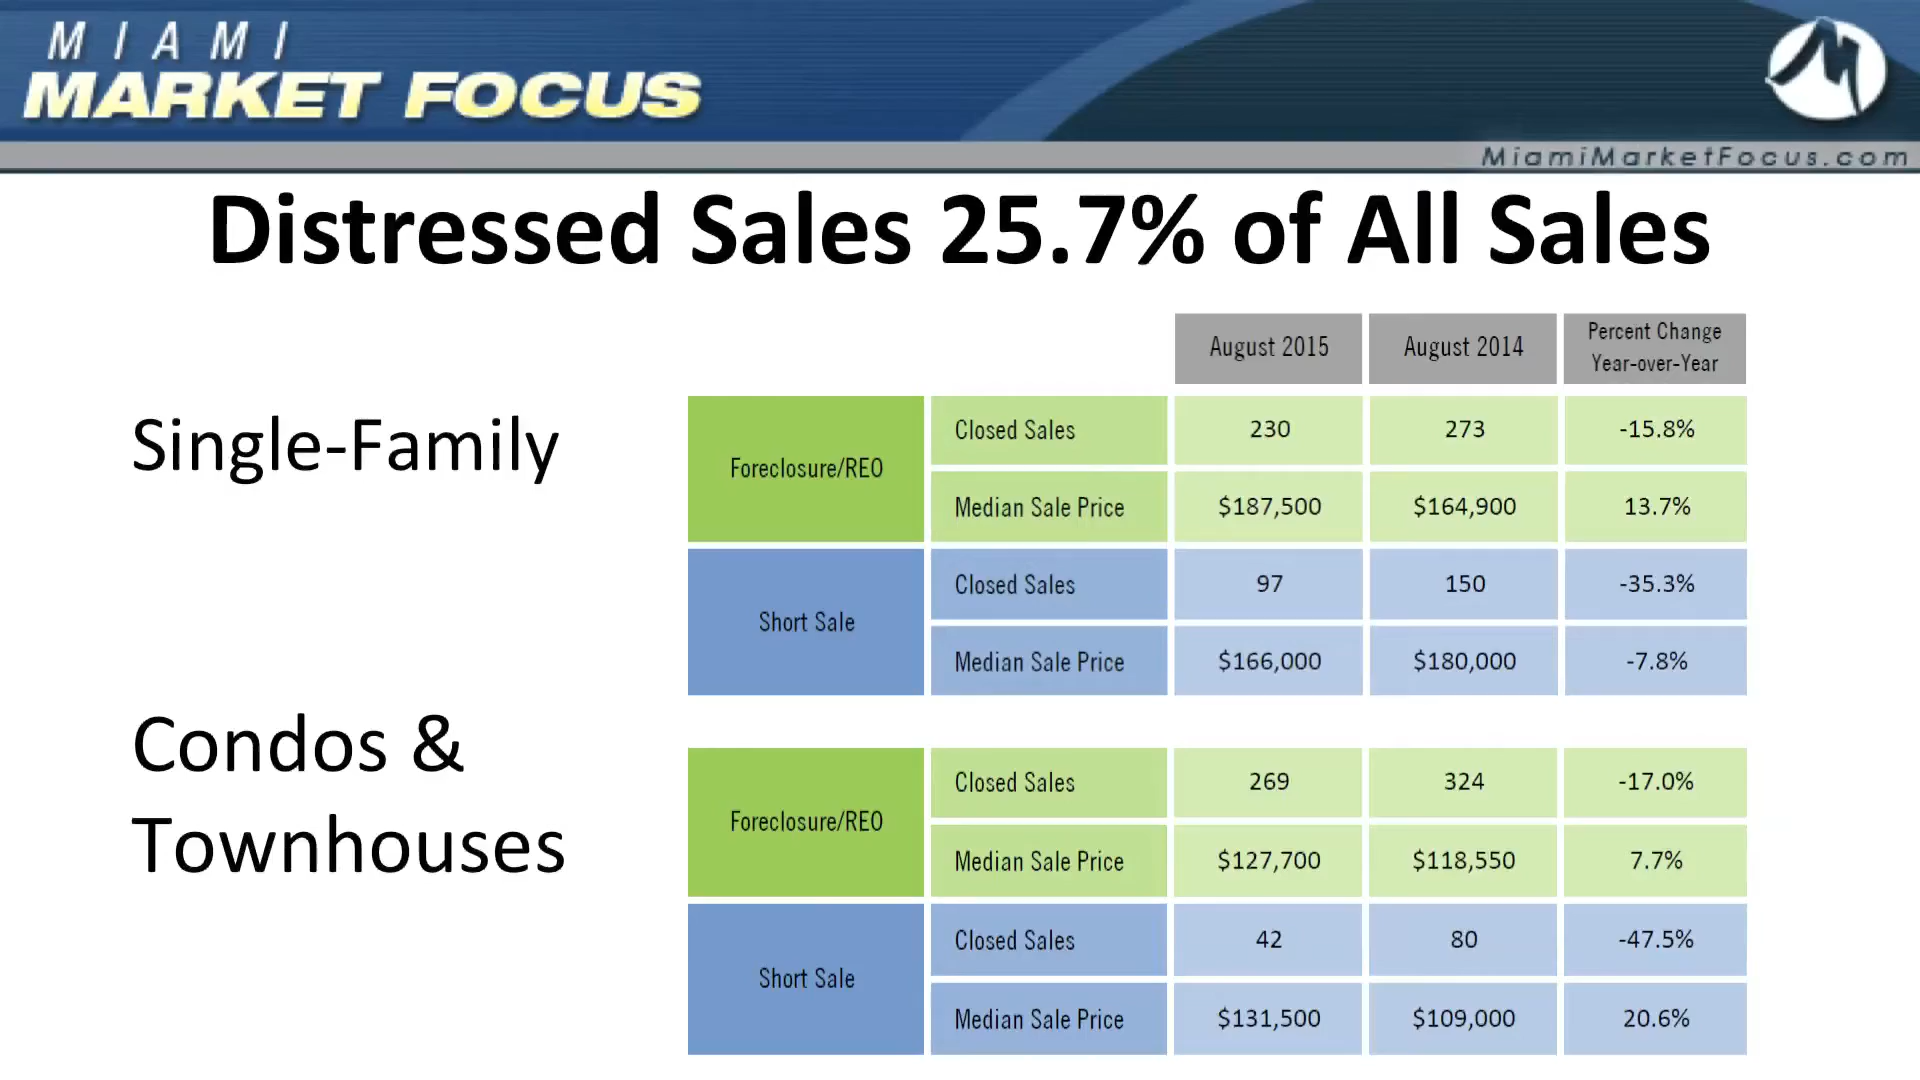 MIAMI
MARKET FOCUS
MiamiMarketFocus.com
Distressed Sales 25.7% of All Sales
August 2015 August 2014 Percent Change
Year-over-Year
Single-Family
Foreclosure/REO
Closed Sales 230 273 -15.8%
Median Sale Price $187,500 $164,900 13.7%
Short Sale
Closed Sales 97 150 -35.3%
Median Sale Price $166,000 $180,000 -7.8%
Condos &
Townhouses
Foreclosure/REO
Closed Sales 269 324 -17.0%
Median Sale Price $127,700 $118,550 7.7%
Short Sale
Closed Sales 42 80 -47.5%
Median Sale Price $131,500 $109,000 20.6%